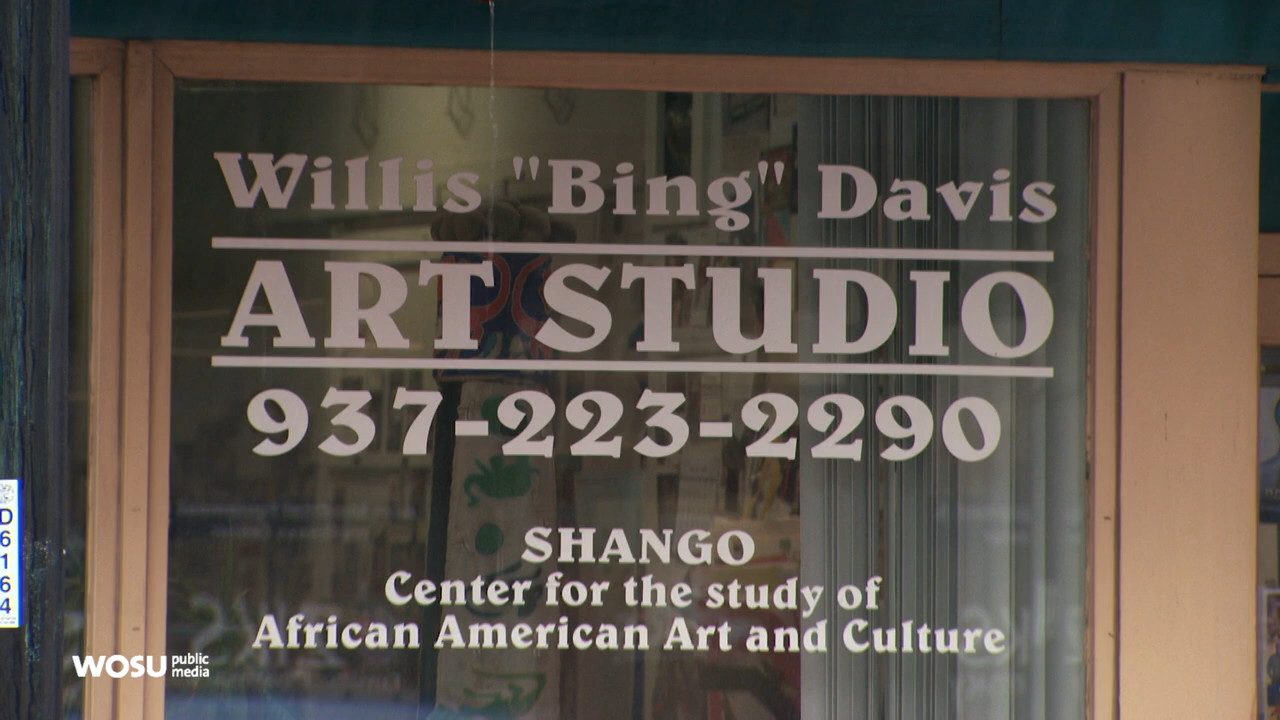 Willis "Bing" Davis
ART STUDIO
937-223-2290
SHANGO
Center for the study of
African American Art and Culture
D6164
WOSU public media